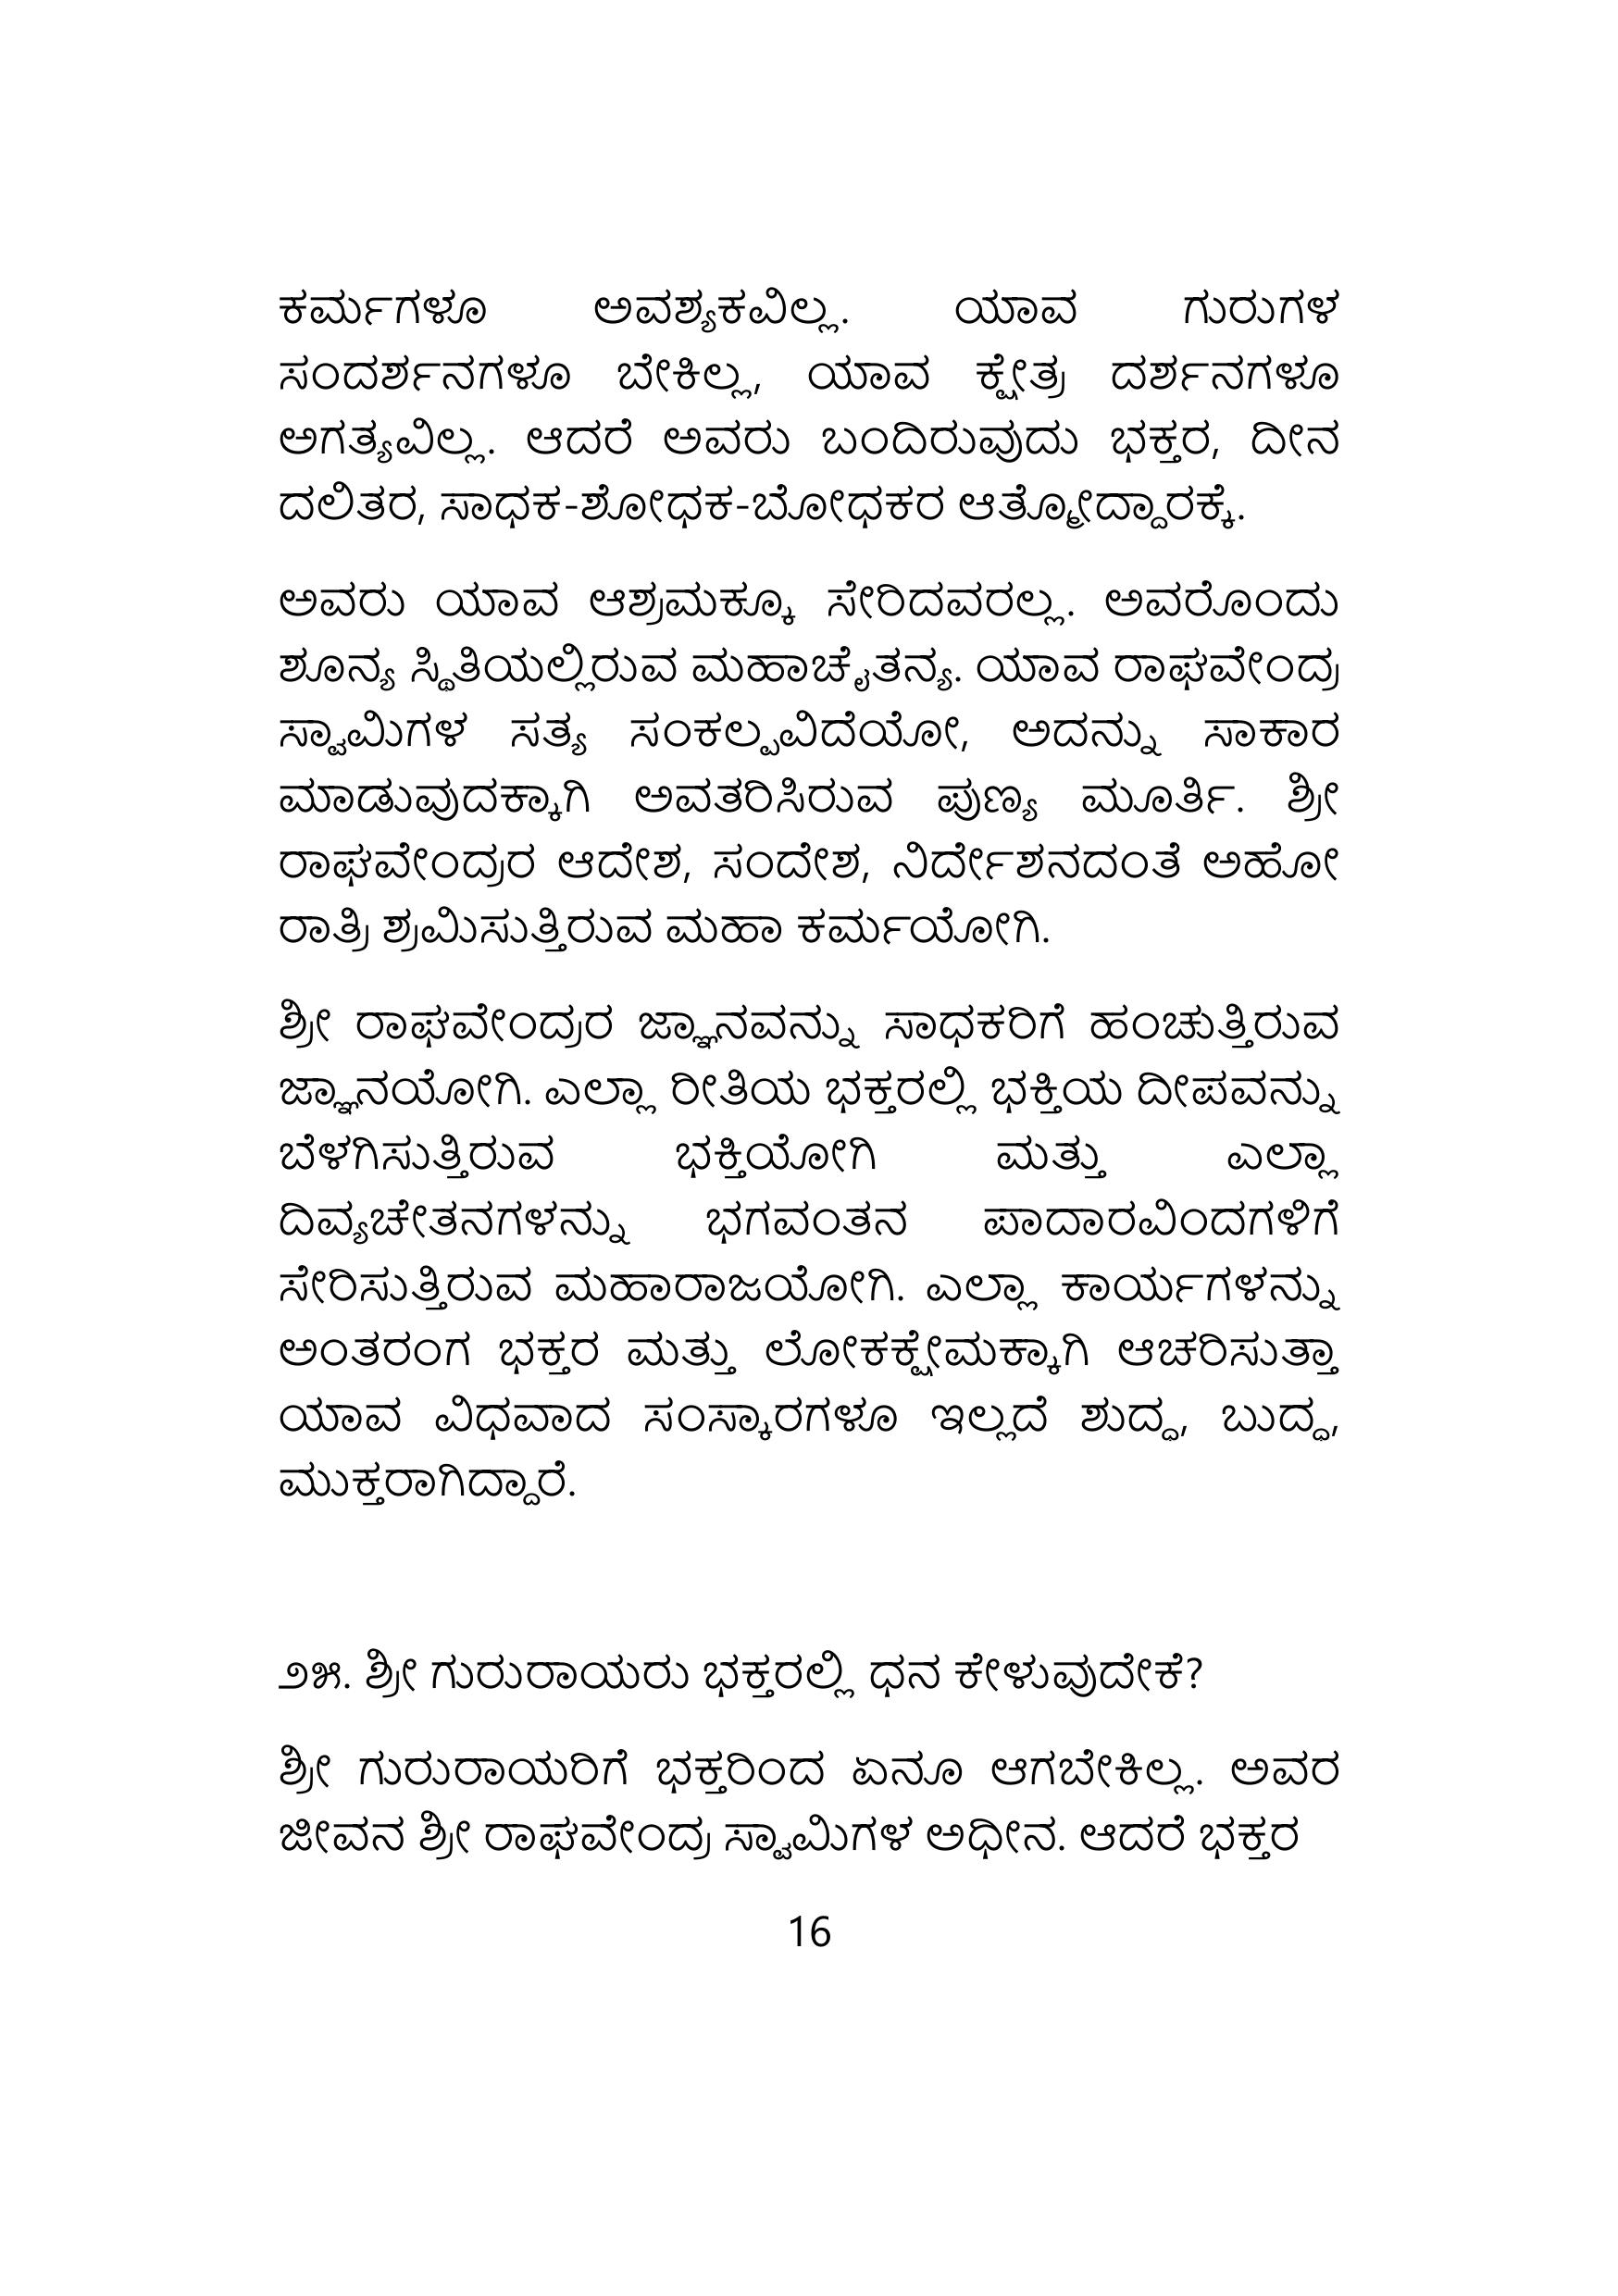 ಕರ್ಮಗಳೂ ಅವಶ್ಯಕವಿಲ್ಲ. ಯಾವ ಗುರುಗಳ
ಸಂದರ್ಶನಗಳೂ ಬೇಕಿಲ್ಲ, ಯಾವ ಕ್ಷೇತ್ರ ದರ್ಶನಗಳೂ
ಅಗತ್ಯವಿಲ್ಲ. ಆದರೆ ಅವರು ಬಂದಿರುವುದು ಭಕ್ತರ, ದೀನ
ದಲಿತರ, ಸಾಧಕ-ಶೋಧಕ-ಬೋಧಕರ ಆತ್ಮೋದ್ದಾರಕ್ಕೆ.
ಅವರು ಯಾವ ಆಶ್ರಮಕ್ಕೂ ಸೇರಿದವರಲ್ಲ. ಅವರೊಂದು
ಶೂನ್ಯ ಸ್ಥಿತಿಯಲ್ಲಿರುವ ಮಹಾಚೈತನ್ಯ. ಯಾವ ರಾಘವೇಂದ್ರ
ಸ್ವಾಮಿಗಳ ಸತ್ಯ ಸಂಕಲ್ಪವಿದೆಯೋ, ಅದನ್ನು ಸಾಕಾರ
ಮಾಡುವುದಕ್ಕಾಗಿ ಅವತರಿಸಿರುವ ಪುಣ್ಯ ಮೂರ್ತಿ. ಶ್ರೀ
ರಾಘವೇಂದ್ರರ ಆದೇಶ, ಸಂದೇಶ, ನಿರ್ದೇಶನದಂತೆ ಅಹೋ
ರಾತ್ರಿ ಶ್ರಮಿಸುತ್ತಿರುವ ಮಹಾ ಕರ್ಮಯೋಗಿ.
ಶ್ರೀ ರಾಘವೇಂದ್ರರ ಜ್ಞಾನವನ್ನು ಸಾಧಕರಿಗೆ ಹಂಚುತ್ತಿರುವ
ಜ್ಞಾನಯೋಗಿ. ಎಲ್ಲಾ ರೀತಿಯ ಭಕ್ತರಲ್ಲಿ ಭಕ್ತಿಯ ದೀಪವನ್ನು
ಬೆಳಗಿಸುತ್ತಿರುವ ಭಕ್ತಿಯೋಗಿ ಮತ್ತು ಎಲ್ಲಾ
ದಿವ್ಯಚೇತನಗಳನ್ನು ಭಗವಂತನ ಪಾದಾರವಿಂದಗಳಿಗೆ
ಸೇರಿಸುತ್ತಿರುವ ಮಹಾರಾಜಯೋಗಿ. ಎಲ್ಲಾ ಕಾರ್ಯಗಳನ್ನು
ಅಂತರಂಗ ಭಕ್ತರ ಮತ್ತು ಲೋಕಕ್ಷೇಮಕ್ಕಾಗಿ ಆಚರಿಸುತ್ತಾ
ಯಾವ ವಿಧವಾದ ಸಂಸ್ಕಾರಗಳೂ ಇಲ್ಲದೆ ಶುದ್ಧ, ಬುದ್ಧ,
ಮುಕ್ತರಾಗಿದ್ದಾರೆ.
೨೫. ಶ್ರೀ ಗುರುರಾಯರು ಭಕ್ತರಲ್ಲಿ ಧನ ಕೇಳುವುದೇಕೆ?
ಶ್ರೀ ಗುರುರಾಯರಿಗೆ ಭಕ್ತರಿಂದ ಏನೂ ಆಗಬೇಕಿಲ್ಲ. ಅವರ
ಜೀವನ ಶ್ರೀ ರಾಘವೇಂದ್ರ ಸ್ವಾಮಿಗಳ ಅಧೀನ. ಆದರೆ ಭಕ್ತರ
16